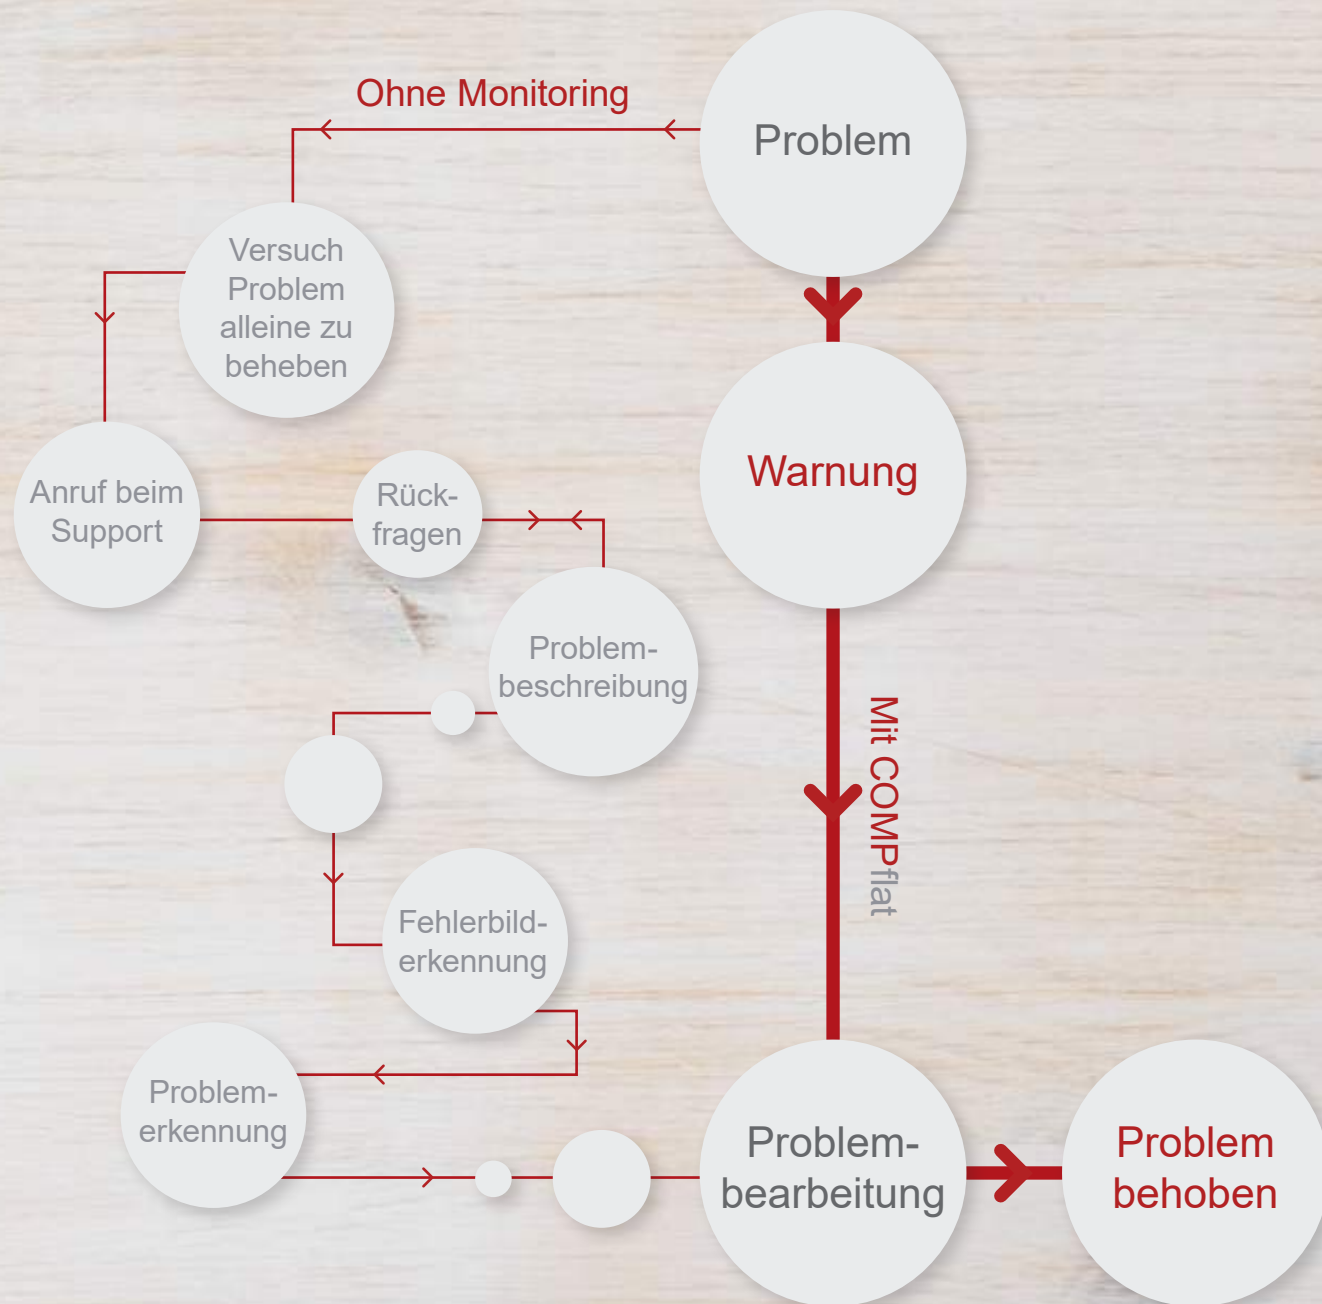 Ohne Monitoring
Problem
Versuch
Problem
alleine zu
beheben
Warnung
Anruf beim
Support
Rück-
fragen
Problem-
beschreibung
Mit COMPflat
Fehlerbild-
erkennung
Problem-
erkennung
Problem-
bearbeitung
Problem
behoben